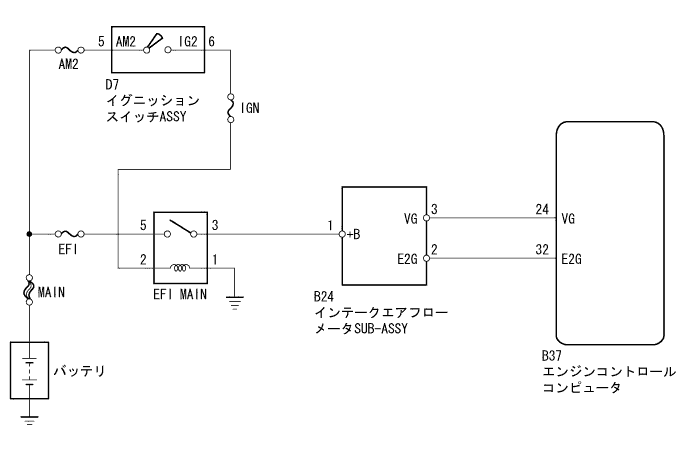 5 AM2 IG2 6
AM2
D7
イグニッション
スイッチASSY
IGN
5 3
EFI
2 1
EFI MAIN
MAIN
バッテリ
1 +B
VG 3
E2G 2
B24
インテークエアフロー
メータSUB-ASSY
24 VG
32 E2G
B37
エンジンコントロール
コンピュータ